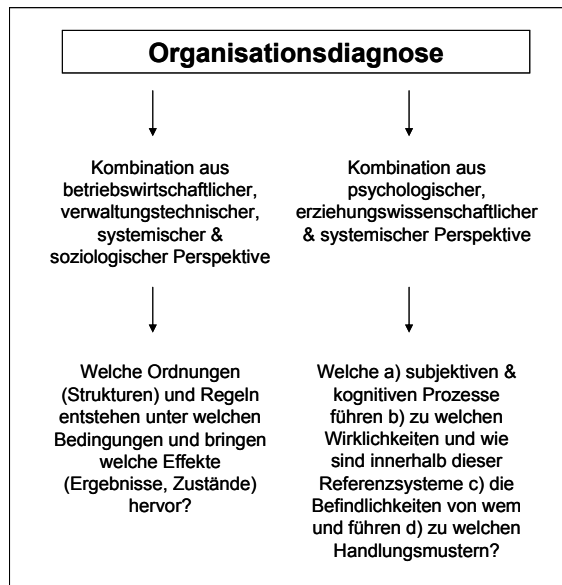 Organisationsdiagnose
Kombination aus
betriebswirtschaftlicher,
verwaltungstechnischer,
systemischer &
soziologischer Perspektive
Kombination aus
psychologischer,
erziehungswissenschaftlicher
& systemischer Perspektive
Welche Ordnungen
(Strukturen) und Regeln
entstehen unter welchen
Bedingungen und bringen
welche Effekte
(Ergebnisse, Zustände)
hervor?
Welche a) subjektiven &
kognitiven Prozesse
führen b) zu welchen
Wirklichkeiten und wie
sind innerhalb dieser
Referenzsysteme c) die
Befindlichkeiten von wem
und führen d) zu welchen
Handlungsmustern?